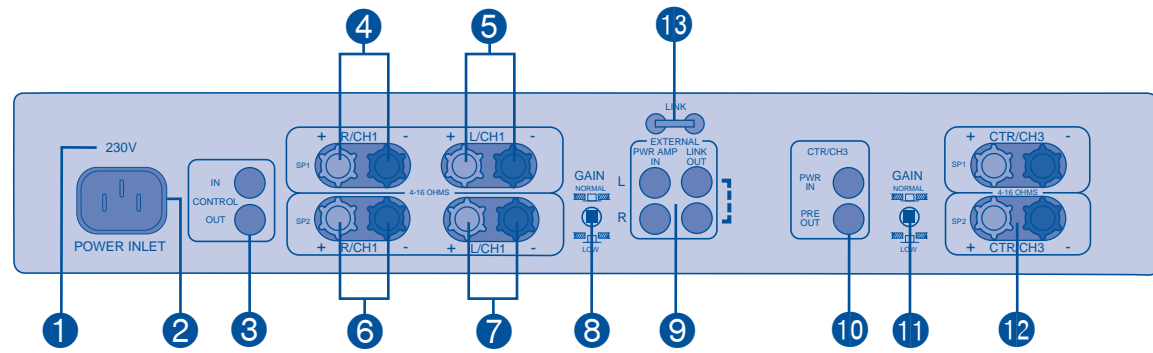 4 5 13
LINK
+ R/CH1 - + L/CH1 - EXTERNAL + CTR/CH3 -
230V PWR AMP IN LINK OUT CTR/CH3
SP1 SP1
IN GAIN L PWR IN GAIN
CONTROL 4-16 OHMS NORMAL NORMAL 4-16 OHMS
OUT SP2 R PRE OUT SP2
POWER INLET + R/CH1 - + L/CH1 - LOW LOW + CTR/CH3 -
1 2 3 6 7 8 9 10 11 12